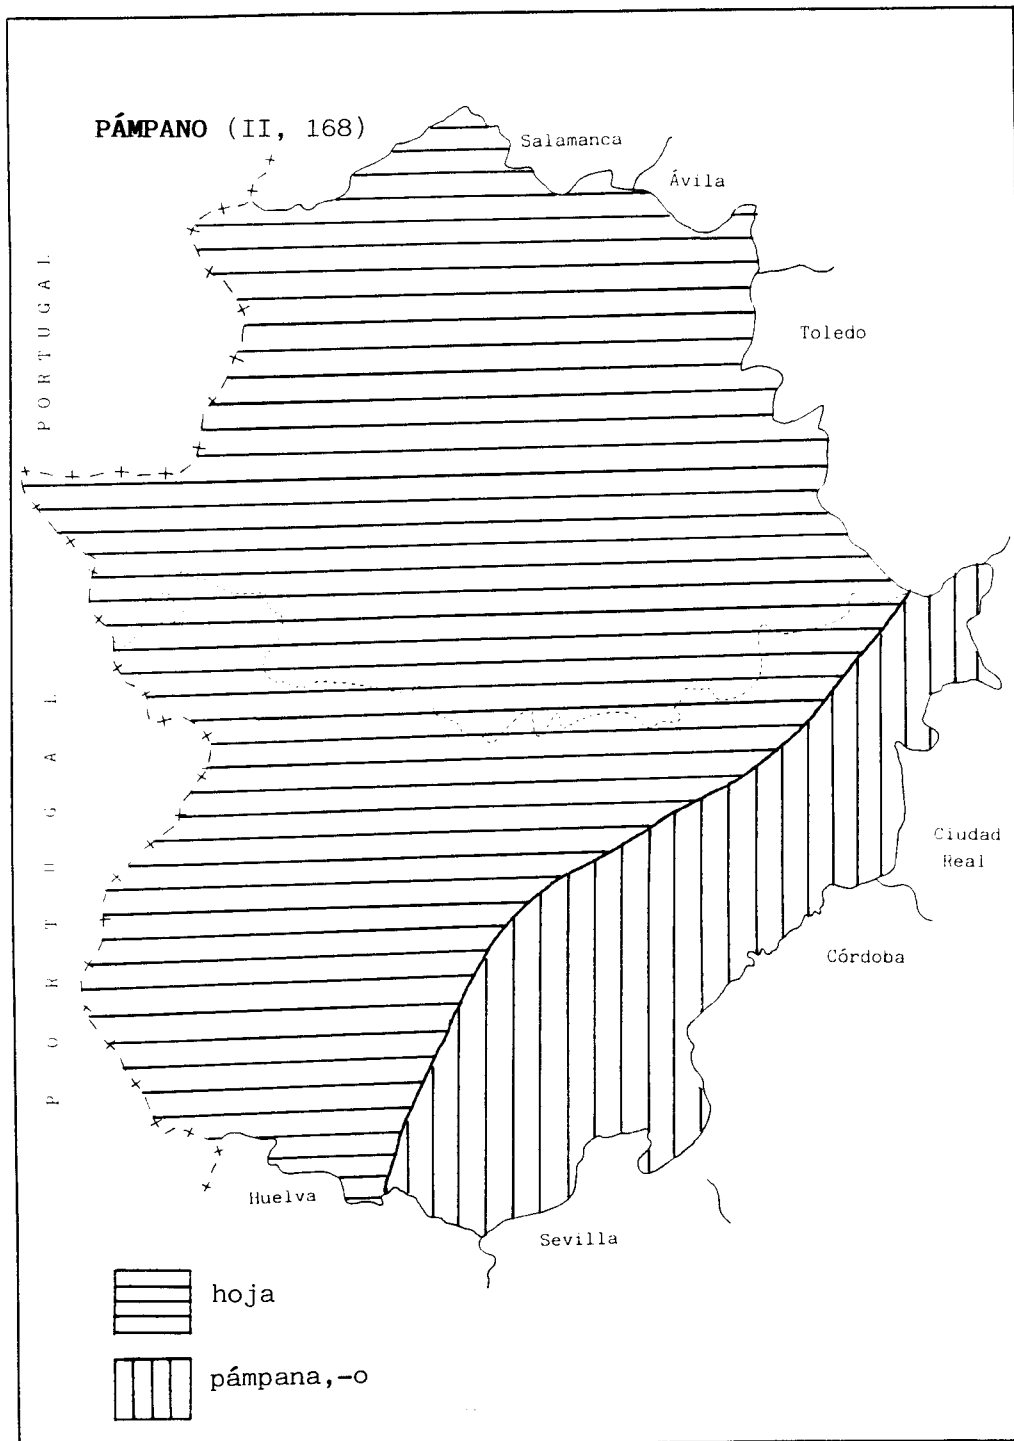 PÁMPANO (II, 168)
Salamanca
Ávila
PORTUGAL
Toledo
PORTUGAL
Ciudad
Real
Córdoba
Huelva
Sevilla
hoja
pámpana,-o